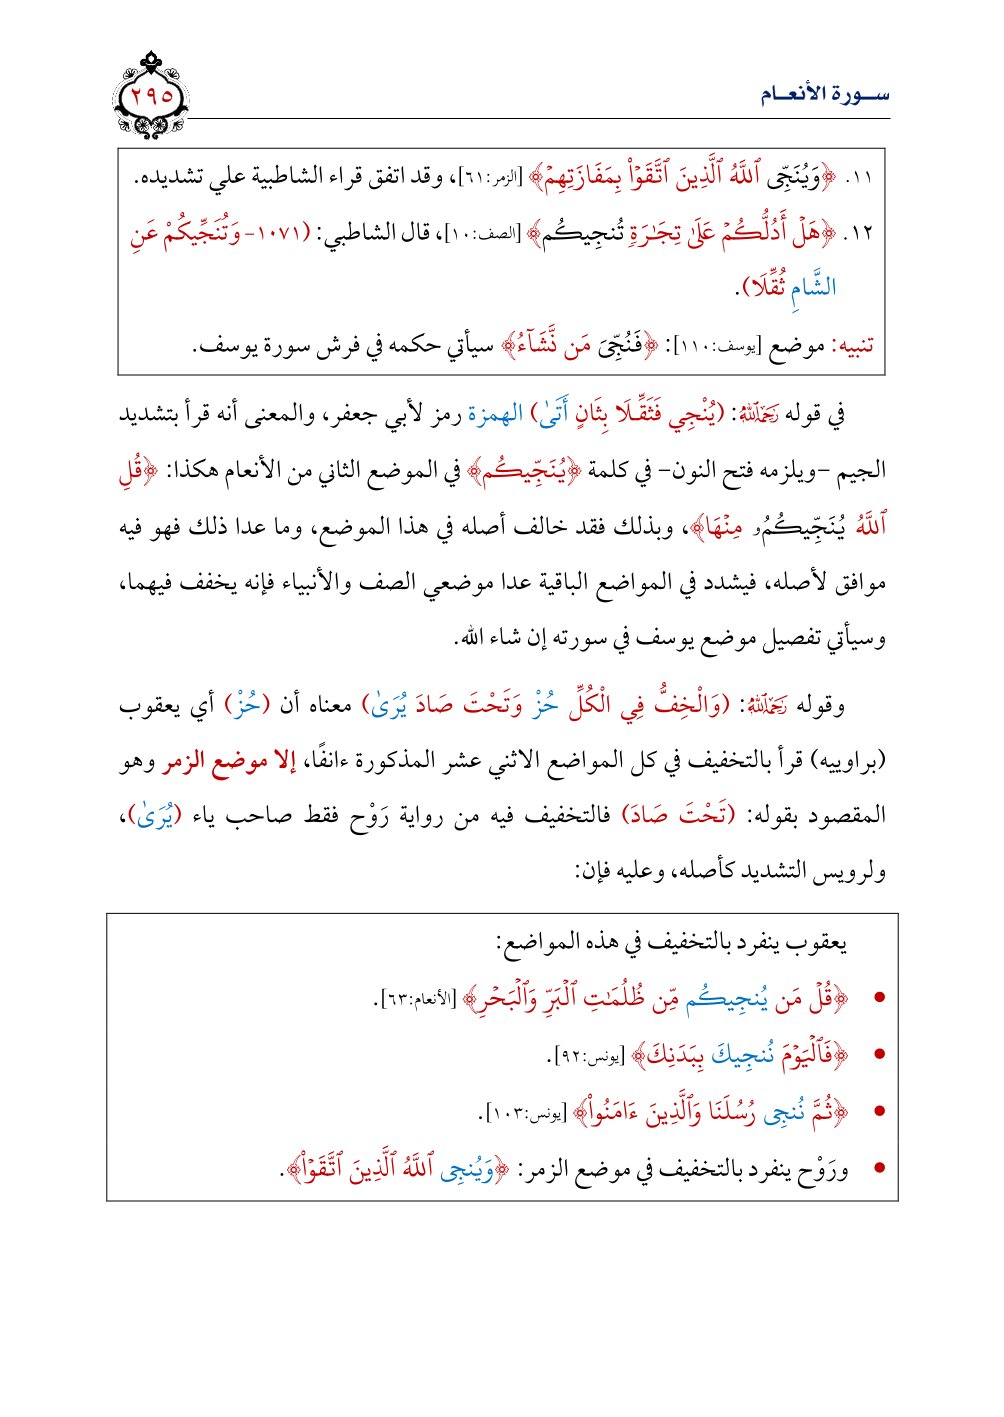 سـورة الأنعـام
٢٩٥
١١. ﴿وَيُنَجِّى ٱللَّهُ ٱلَّذِينَ ٱتَّقَوۡاْ بِمَفَازَتِهِمۡ﴾ [الزمر:٦١]، وقد اتفق قراء الشاطبية علي تشديده.
١٢. ﴿هَلۡ أَدُلُّكُمۡ عَلَىٰ تِجَٰرَةٖ تُنجِيكُم﴾ [الصف:١٠]، قال الشاطبي: (١٠٧١- وَتُنَجِّيكُمْ عَنِ
الشَّامِ ثُقِّلَا).
تنبيه: موضع [يوسف:١١٠]: ﴿فَنُجِّىَ مَن نَّشَآءُ﴾ سيأتي حكمه في فرش سورة يوسف.
في قوله رَحِمَهُ ٱللَّهُ: (يُنْجِي فَثَقِّـلَا بِثَانٍ أَتَىٰ) الهمزة رمز لأبي جعفر، والمعنى أنه قرأ بتشديد
الجيم –ويلزمه فتح النون– في كلمة ﴿يُنَجِّيكُم﴾ في الموضع الثاني من الأنعام هكذا: ﴿قُلِ
ٱللَّهُ يُنَجِّيكُمُۥ مِنۡهَا﴾، وبذلك فقد خالف أصله في هذا الموضع، وما عدا ذلك فهو فيه
موافق لأصله، فيشدد في المواضع الباقية عدا موضعي الصف والأنبياء فإنه يخفف فيهما،
وسيأتي تفصيل موضع يوسف في سورته إن شاء الله.
وقوله رَحِمَهُ ٱللَّهُ: (وَالْخِفُّ فِي الْكُلِّ حُزْ وَتَحْتَ صَادَ يُرَىٰ) معناه أن (حُزْ) أي يعقوب
(براوييه) قرأ بالتخفيف في كل المواضع الاثني عشر المذكورة ءانفًا، إلا موضع الزمر وهو
المقصود بقوله: (تَحْتَ صَادَ) فالتخفيف فيه من رواية رَوْح فقط صاحب ياء (يُرَىٰ)،
ولرويس التشديد كأصله، وعليه فإن:
يعقوب ينفرد بالتخفيف في هذه المواضع:
• ﴿قُلۡ مَن يُنجِيكُم مِّن ظُلُمَٰتِ ٱلۡبَرِّ وَٱلۡبَحۡرِ﴾ [الأنعام:٦٣].
• ﴿فَٱلۡيَوۡمَ نُنجِيكَ بِبَدَنِكَ﴾ [يونس:٩٢].
• ﴿ثُمَّ نُنجِى رُسُلَنَا وَٱلَّذِينَ ءَامَنُواْ﴾ [يونس:١٠٣].
• ورَوْح ينفرد بالتخفيف في موضع الزمر: ﴿وَيُنجِى ٱللَّهُ ٱلَّذِينَ ٱتَّقَوۡاْ﴾.